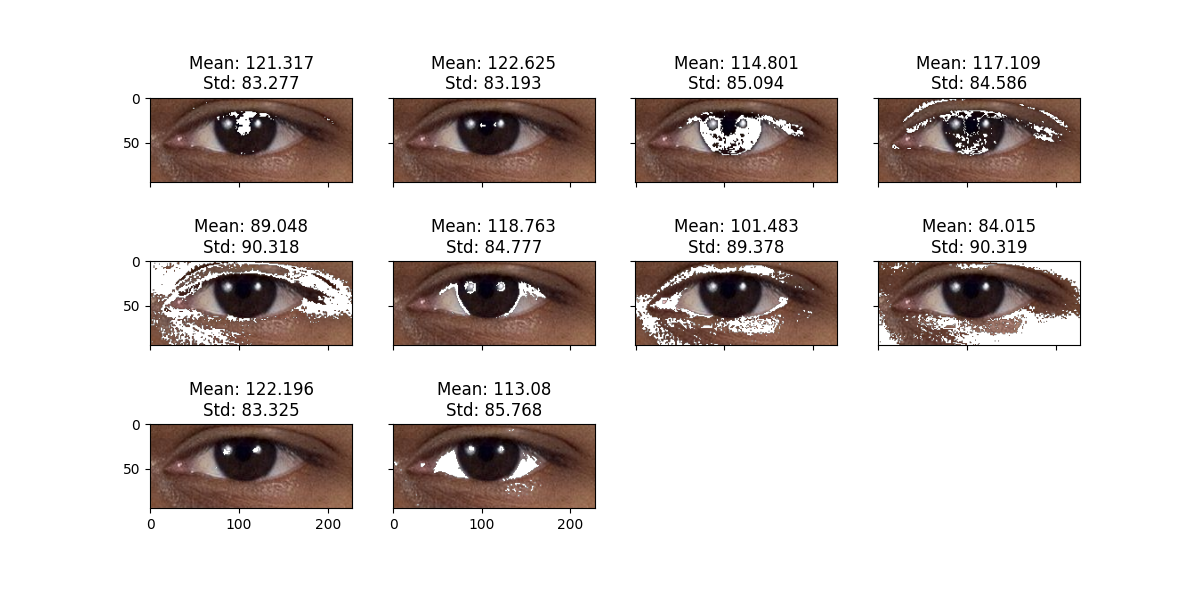 Mean: 121.317
Std: 83.277
Mean: 122.625
Std: 83.193
Mean: 114.801
Std: 85.094
Mean: 117.109
Std: 84.586
0
50
Mean: 89.048
Std: 90.318
Mean: 118.763
Std: 84.777
Mean: 101.483
Std: 89.378
Mean: 84.015
Std: 90.319
0
50
Mean: 122.196
Std: 83.325
Mean: 113.08
Std: 85.768
0
50
0 100 200
0 100 200